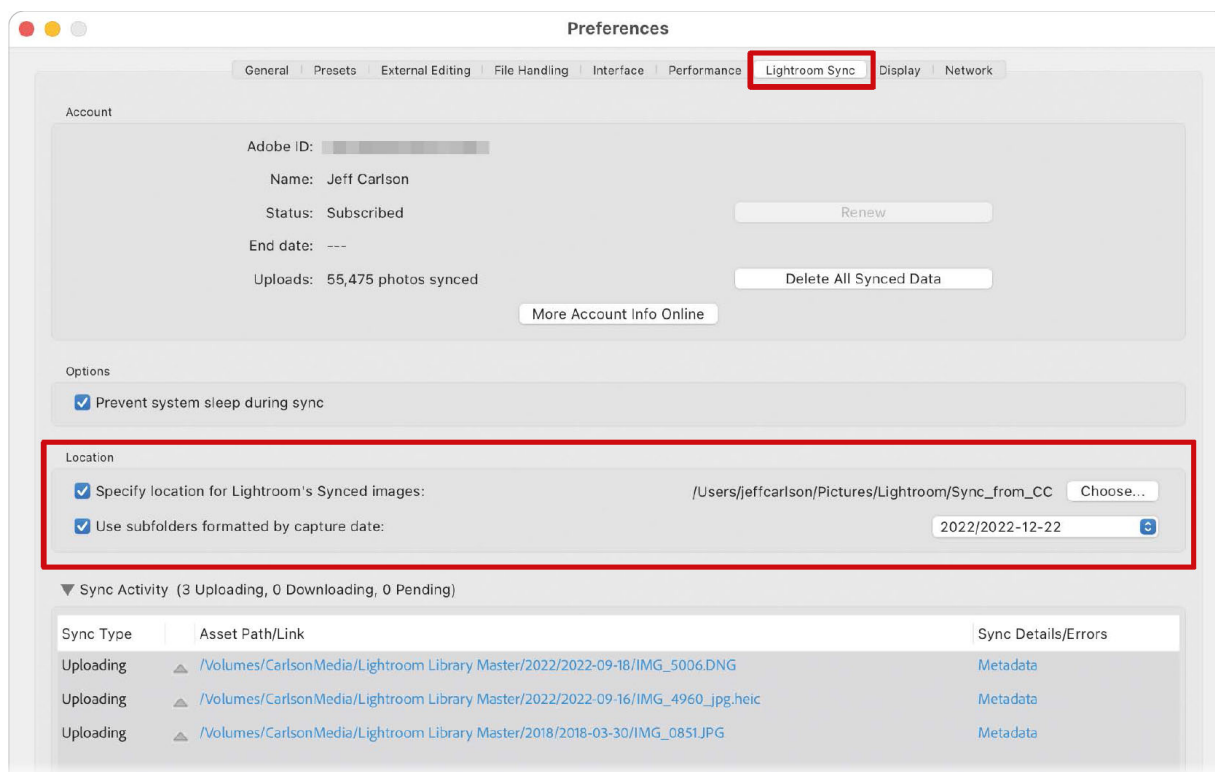 Preferences
General Presets External Editing File Handling Interface Performance Lightroom Sync Display Network
Account
Adobe ID:
Name: Jeff Carlson
Status: Subscribed Renew
End date: ---
Uploads: 55,475 photos synced Delete All Synced Data
More Account Info Online
Options
Prevent system sleep during sync
Location
Specify location for Lightroom's Synced images: /Users/jeffcarlson/Pictures/Lightroom/Sync_from_CC Choose...
Use subfolders formatted by capture date: 2022/2022-12-22
Sync Activity (3 Uploading, 0 Downloading, 0 Pending)
Sync Type Asset Path/Link Sync Details/Errors
Uploading /Volumes/CarlsonMedia/Lightroom Library Master/2022/2022-09-18/IMG_5006.DNG Metadata
Uploading /Volumes/CarlsonMedia/Lightroom Library Master/2022/2022-09-16/IMG_4960_jpg.heic Metadata
Uploading /Volumes/CarlsonMedia/Lightroom Library Master/2018/2018-03-30/IMG_0851.JPG Metadata